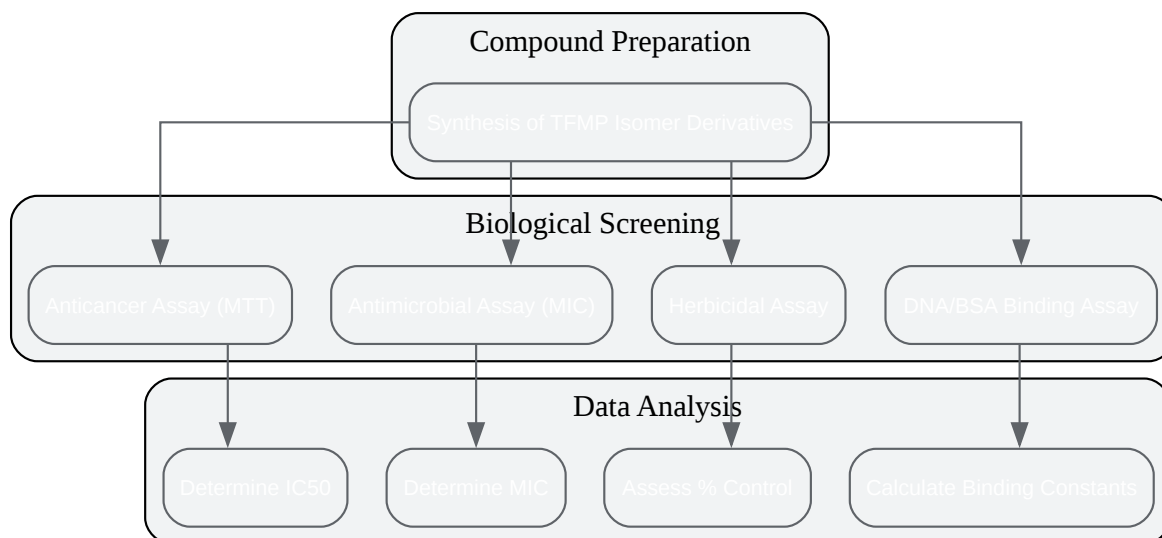 Compound Preparation
Synthesis of TFMP Isomer Derivatives
Biological Screening
Anticancer Assay (MTT)
Antimicrobial Assay (MIC)
Herbicidal Assay
DNA/BSA Binding Assay
Data Analysis
Determine IC50
Determine MIC
Assess % Control
Calculate Binding Constants